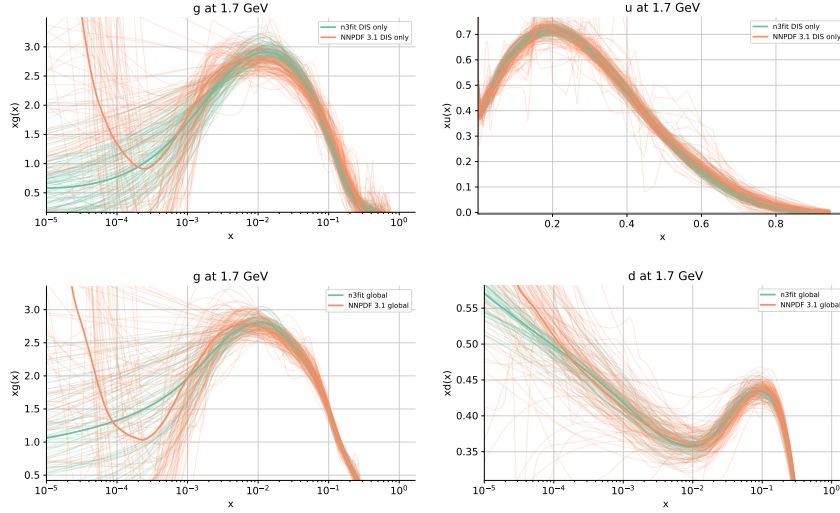 g at 1.7 GeV
n3fit DIS only
NNPDF 3.1 DIS only
xg(x)
3.0
2.5
2.0
1.5
1.0
0.5
10⁻⁵ 10⁻⁴ 10⁻³ 10⁻² 10⁻¹ 10⁰
x
u at 1.7 GeV
n3fit DIS only
NNPDF 3.1 DIS only
xu(x)
0.7
0.6
0.5
0.4
0.3
0.2
0.1
0.0
0.2 0.4 0.6 0.8
x
g at 1.7 GeV
n3fit global
NNPDF 3.1 global
xg(x)
3.0
2.5
2.0
1.5
1.0
0.5
10⁻⁵ 10⁻⁴ 10⁻³ 10⁻² 10⁻¹ 10⁰
x
d at 1.7 GeV
n3fit global
NNPDF 3.1 global
xd(x)
0.55
0.50
0.45
0.40
0.35
10⁻⁵ 10⁻⁴ 10⁻³ 10⁻² 10⁻¹ 10⁰
x